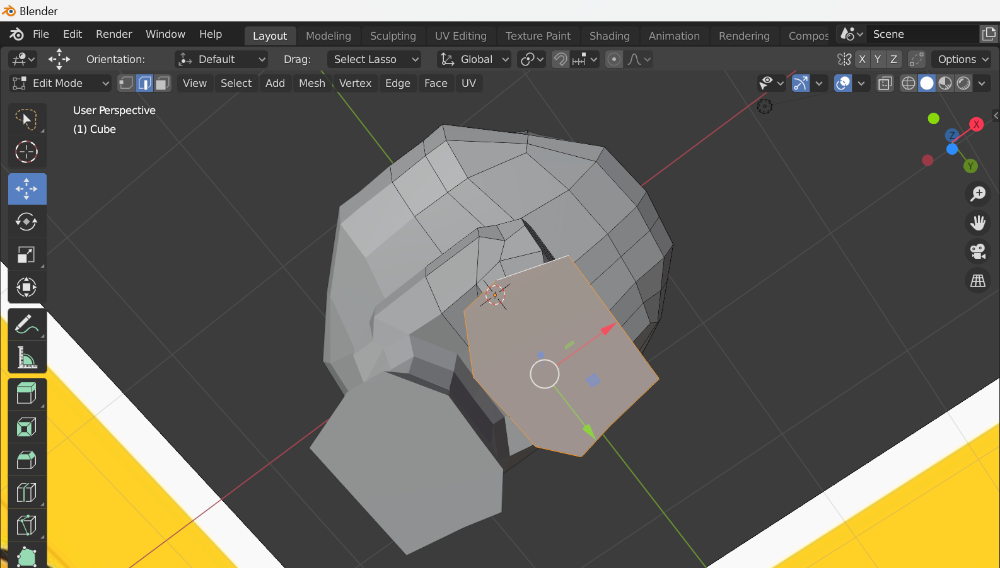 Blender
File Edit Render Window Help Layout Modeling Sculpting UV Editing Texture Paint Shading Animation Rendering Compos Scene
Orientation: Default Drag: Select Lasso Global X Y Z Options
Edit Mode View Select Add Mesh Vertex Edge Face UV
User Perspective
(1) Cube
X
Z
Y